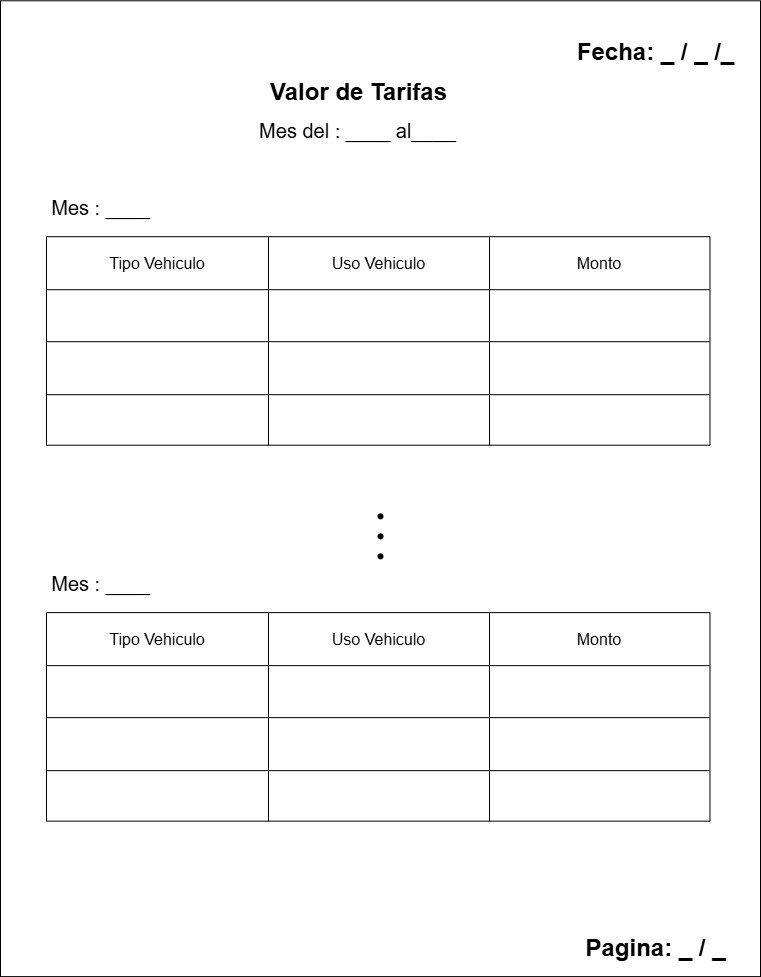 Fecha: _ / _ /_
Valor de Tarifas
Mes del : ____ al____
Mes : ____
Tipo Vehiculo Uso Vehiculo Monto
Mes : ____
Tipo Vehiculo Uso Vehiculo Monto
Pagina: _ / _